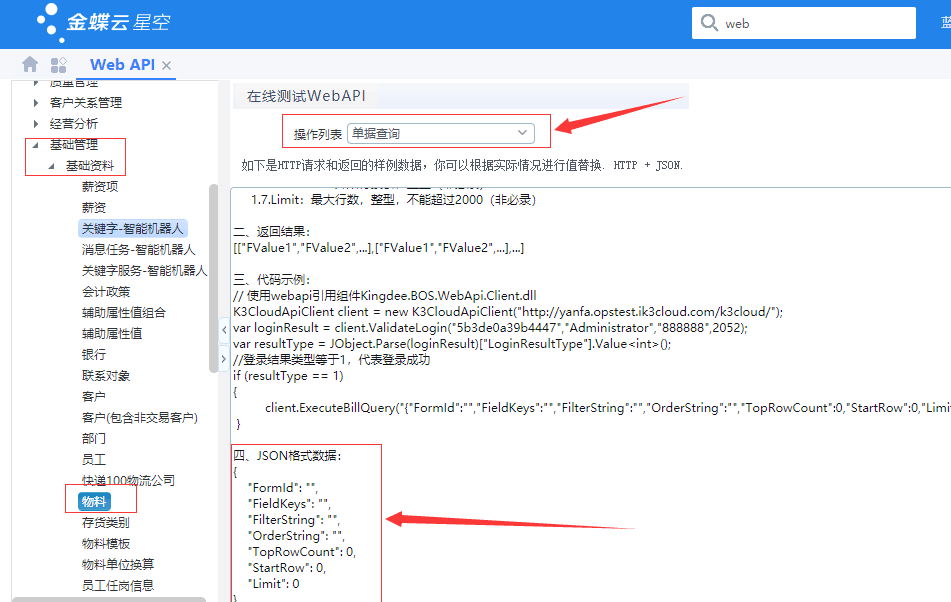 金蝶云星空
web
蓝
Web API ×
质量管理
客户关系管理
经营分析
基础管理
基础资料
薪资项
薪资
关键字-智能机器人
消息任务-智能机器人
关键字服务-智能机器人
会计政策
辅助属性值组合
辅助属性值
银行
联系对象
客户
客户(包含非交易客户)
部门
员工
快递100物流公司
物料
存货类别
物料模板
物料单位换算
员工任岗信息
在线测试WebAPI
操作列表 单据查询
如下是HTTP请求和返回的样例数据，你可以根据实际情况进行值替换. HTTP + JSON.
1.7.Limit：最大行数，整型，不能超过2000（非必录）
二、返回结果：
[["FValue1","FValue2",...],["FValue1","FValue2",...],...]
三、代码示例：
// 使用webapi引用组件Kingdee.BOS.WebApi.Client.dll
K3CloudApiClient client = new K3CloudApiClient("http://yanfa.opstest.ik3cloud.com/k3cloud/");
var loginResult = client.ValidateLogin("5b3de0a39b4447","Administrator","888888",2052);
var resultType = JObject.Parse(loginResult)["LoginResultType"].Value<int>();
//登录结果类型等于1，代表登录成功
if (resultType == 1)
{
client.ExecuteBillQuery("{"FormId":"","FieldKeys":"","FilterString":"","OrderString":"","TopRowCount":0,"StartRow":0,"Limi
}
四、JSON格式数据：
{
"FormId": "",
"FieldKeys": "",
"FilterString": "",
"OrderString": "",
"TopRowCount": 0,
"StartRow": 0,
"Limit": 0
}